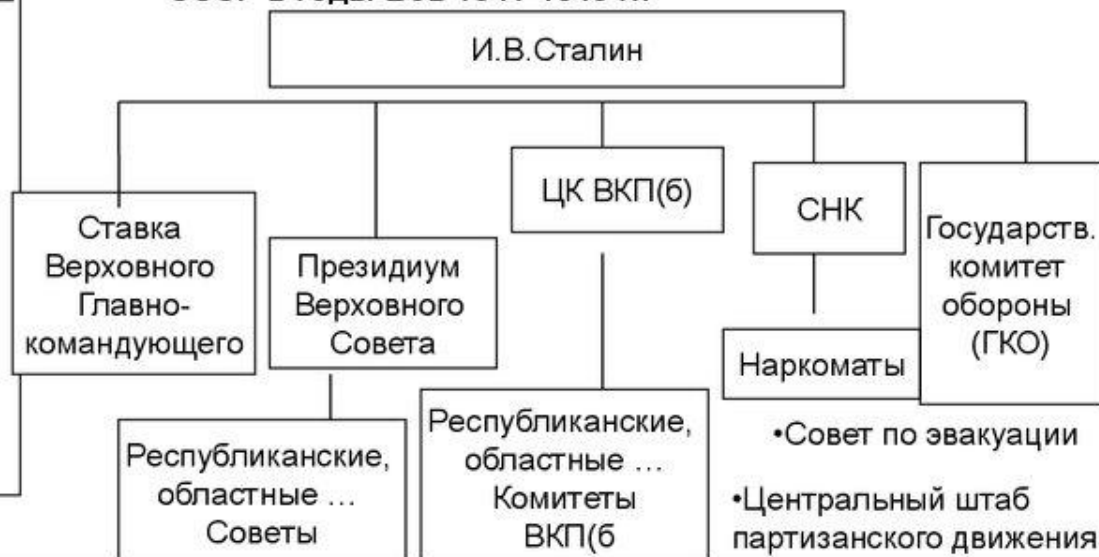 И.В.Сталин
Ставка
Верховного
Главно-
командующего
Президиум
Верховного
Совета
ЦК ВКП(б)
СНК
Государств.
комитет
обороны
(ГКО)
Наркоматы
Республиканские,
областные ...
Советы
Республиканские,
областные ...
Комитеты
ВКП(б
•Совет по эвакуации
•Центральный штаб
партизанского движения